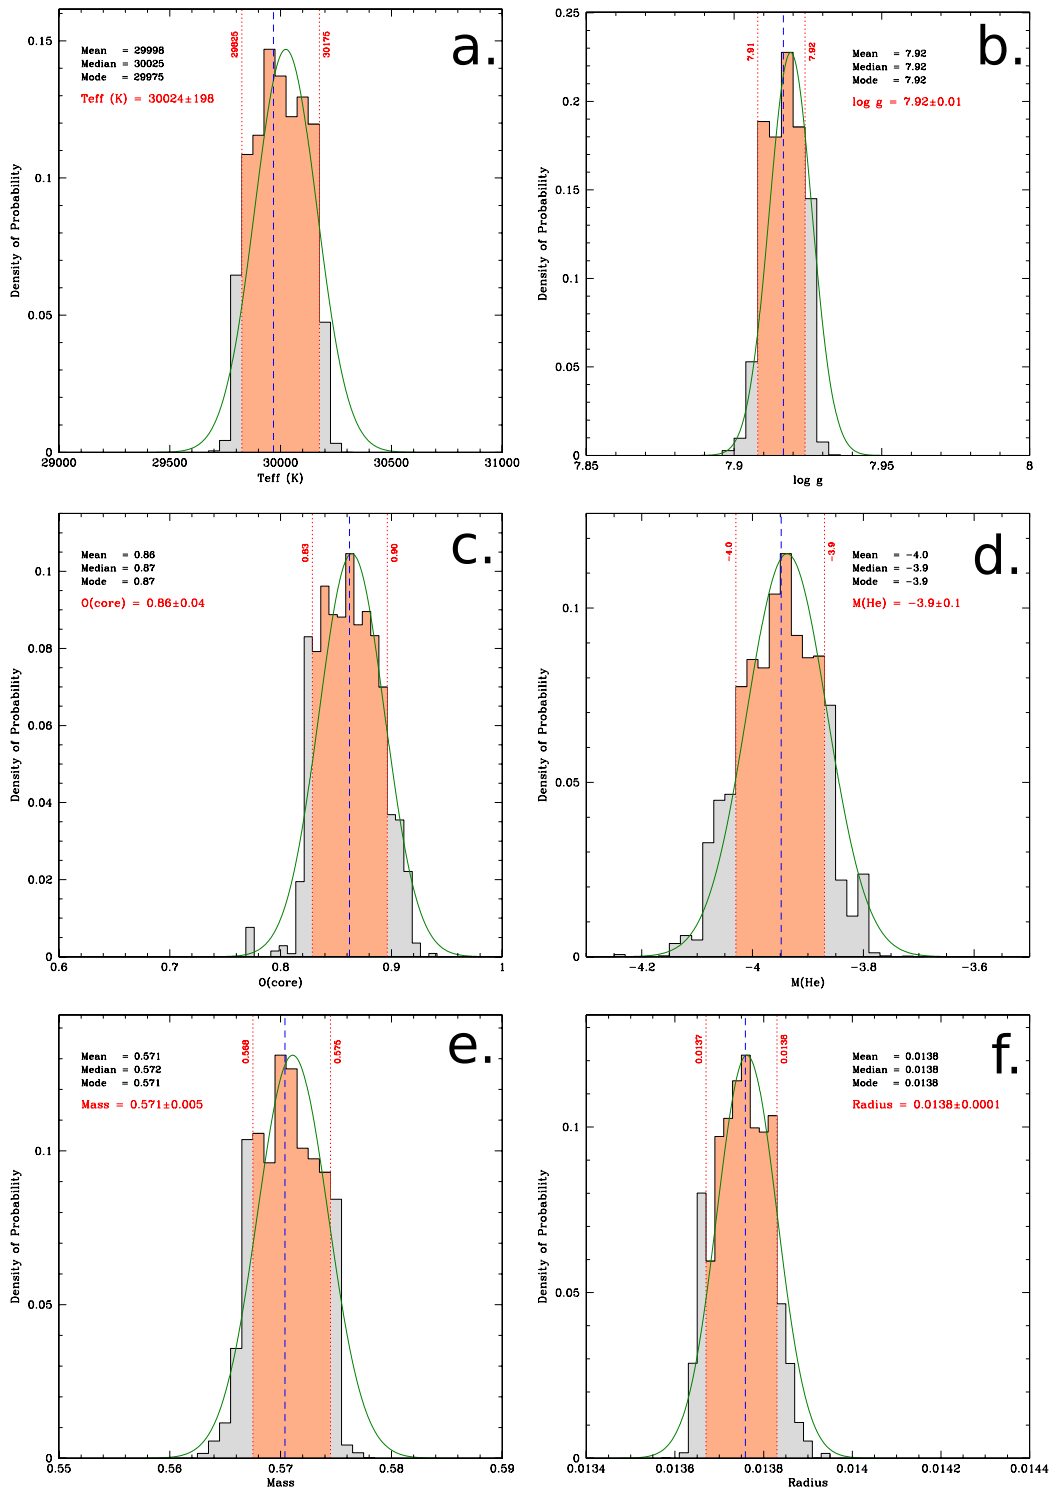 a.
Mean = 29998
Median = 30025
Mode = 29975
Teff (K) = 30024±198
29825
30175
0.15
0.1
0.05
0
Density of Probability
29000 29500 30000 30500 31000
Teff (K)
b.
Mean = 7.92
Median = 7.92
Mode = 7.92
log g = 7.92±0.01
7.91
7.92
0.25
0.2
0.15
0.1
0.05
0
Density of Probability
7.85 7.9 7.95 8
log g
c.
Mean = 0.86
Median = 0.87
Mode = 0.87
O(core) = 0.86±0.04
0.83
0.90
0.1
0.08
0.06
0.04
0.02
0
Density of Probability
0.6 0.7 0.8 0.9 1
O(core)
d.
Mean = −4.0
Median = −3.9
Mode = −3.9
M(He) = −3.9±0.1
−4.0
−3.9
0.1
0.05
0
Density of Probability
−4.2 −4 −3.8 −3.6
M(He)
e.
Mean = 0.571
Median = 0.572
Mode = 0.571
Mass = 0.571±0.005
0.568
0.575
0.1
0.05
0
Density of Probability
0.55 0.56 0.57 0.58 0.59
Mass
f.
Mean = 0.0138
Median = 0.0138
Mode = 0.0138
Radius = 0.0138±0.0001
0.0137
0.0138
0.1
0.05
0
Density of Probability
0.0134 0.0136 0.0138 0.014 0.0142 0.0144
Radius